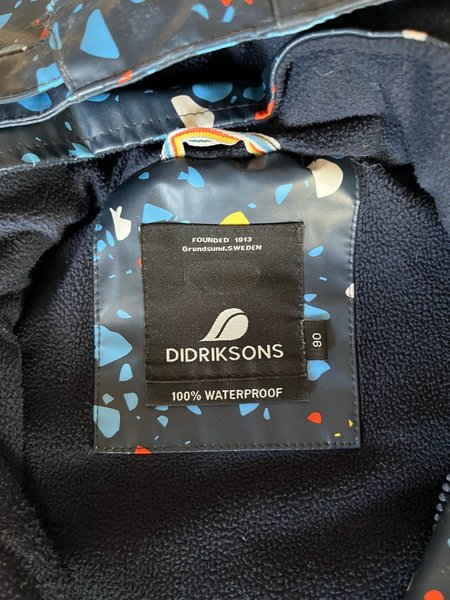 FOUNDED 1913
Grundsund.SWEDEN
DIDRIKSONS
90
100% WATERPROOF